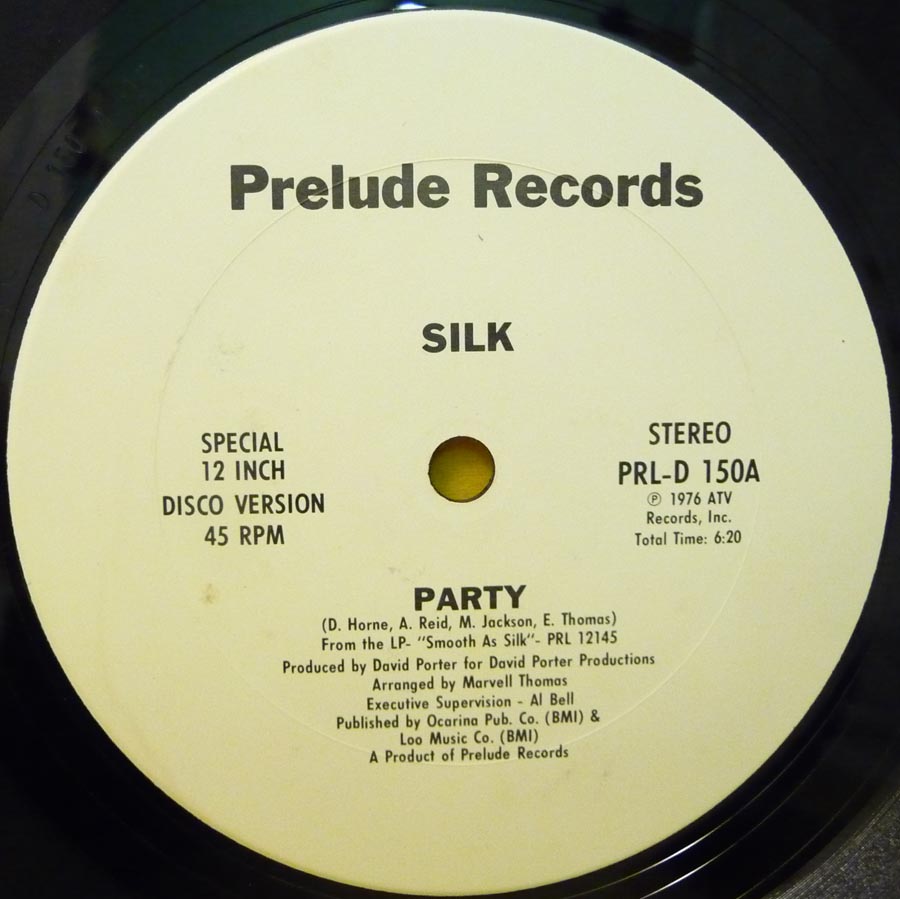 Prelude Records
SILK
SPECIAL
12 INCH
DISCO VERSION
45 RPM
STEREO
PRL-D 150A
℗ 1976 ATV
Records, Inc.
Total Time: 6:20
PARTY
(D. Horne, A. Reid, M. Jackson, E. Thomas)
From the LP- "Smooth As Silk"- PRL 12145
Produced by David Porter for David Porter Productions
Arranged by Marvell Thomas
Executive Supervision - Al Bell
Published by Ocarina Pub. Co. (BMI) &
Loo Music Co. (BMI)
A Product of Prelude Records